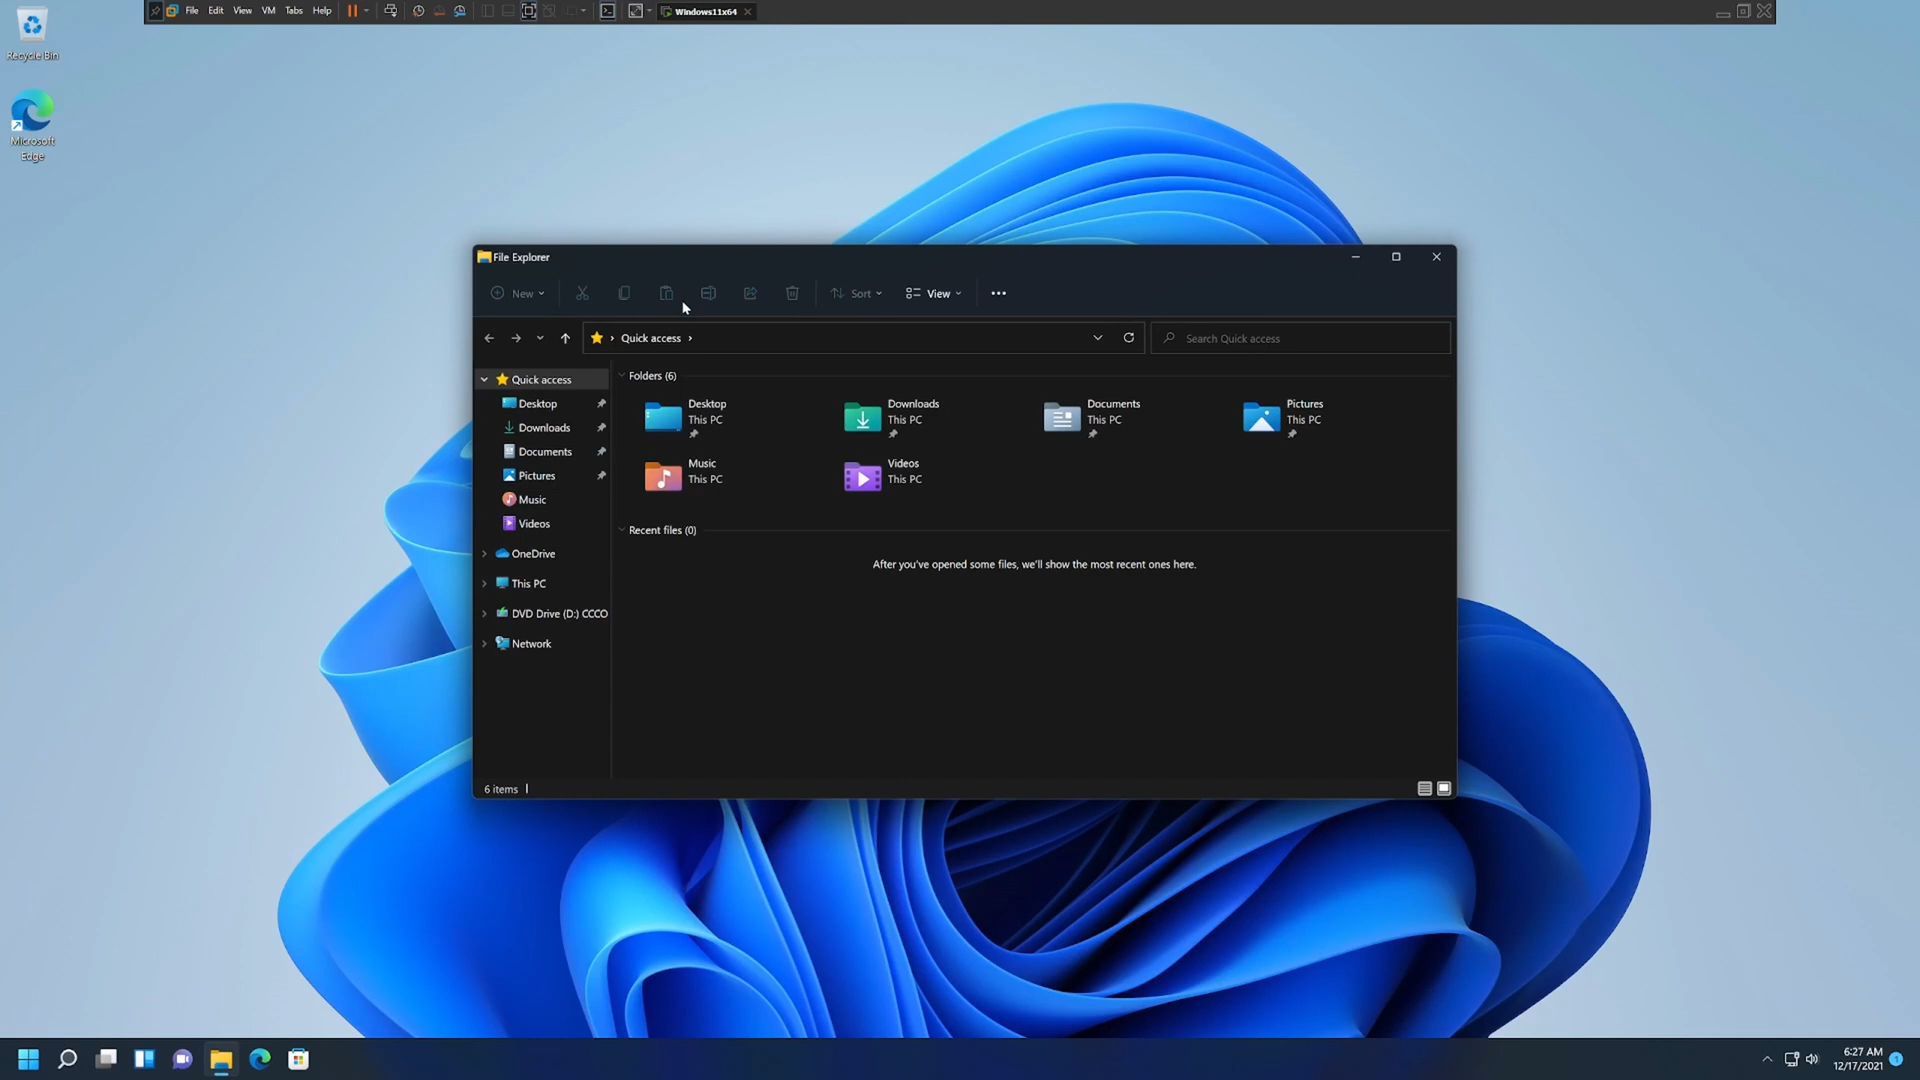 File Edit View VM Tabs Help Windows11x64
Recycle Bin
Microsoft
Edge
File Explorer
New Sort View
Quick access Search Quick access
Quick access
Desktop
Downloads
Documents
Pictures
Music
Videos
OneDrive
This PC
DVD Drive (D:) CCCO
Network
Folders (6)
Desktop
This PC
Downloads
This PC
Documents
This PC
Pictures
This PC
Music
This PC
Videos
This PC
Recent files (0)
After you've opened some files, we'll show the most recent ones here.
6 items
6:27 AM
12/17/2021
1